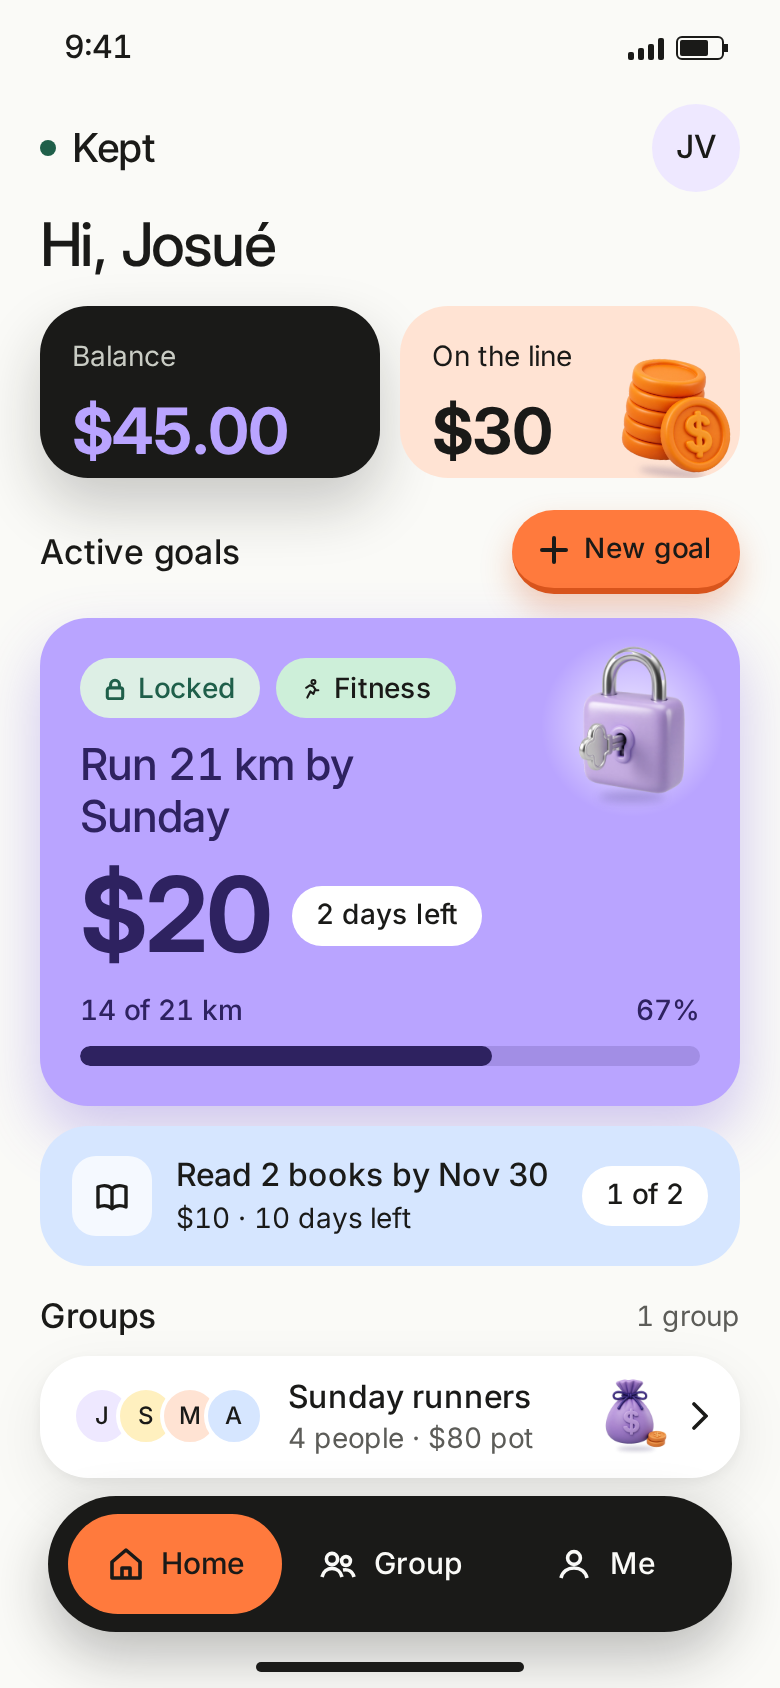 9:41
Kept
JV
Hi, Josué
Balance
$45.00
On the line
$30
$
Active goals
New goal
Locked
Fitness
Run 21 km by
Sunday
$20
2 days left
14 of 21 km
67%
Read 2 books by Nov 30
$10 · 10 days left
1 of 2
Groups
1 group
J
S
M
A
Sunday runners
4 people · $80 pot
$
Home
Group
Me